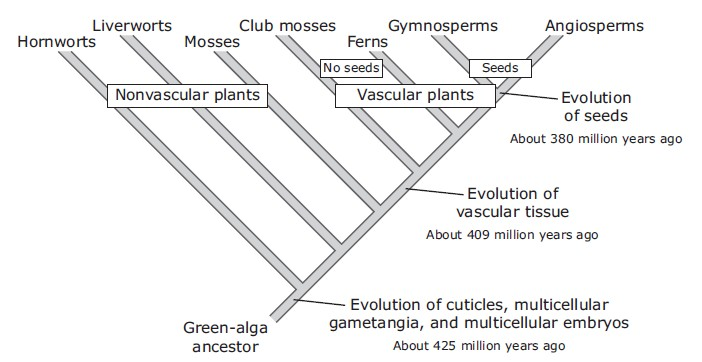 Liverworts
Club mosses
Gymnosperms
Angiosperms
Hornworts
Mosses
Ferns
No seeds
Seeds
Nonvascular plants
Vascular plants
Evolution
of seeds
About 380 million years ago
Evolution of
vascular tissue
About 409 million years ago
Evolution of cuticles, multicellular
gametangia, and multicellular embryos
About 425 million years ago
Green-alga
ancestor